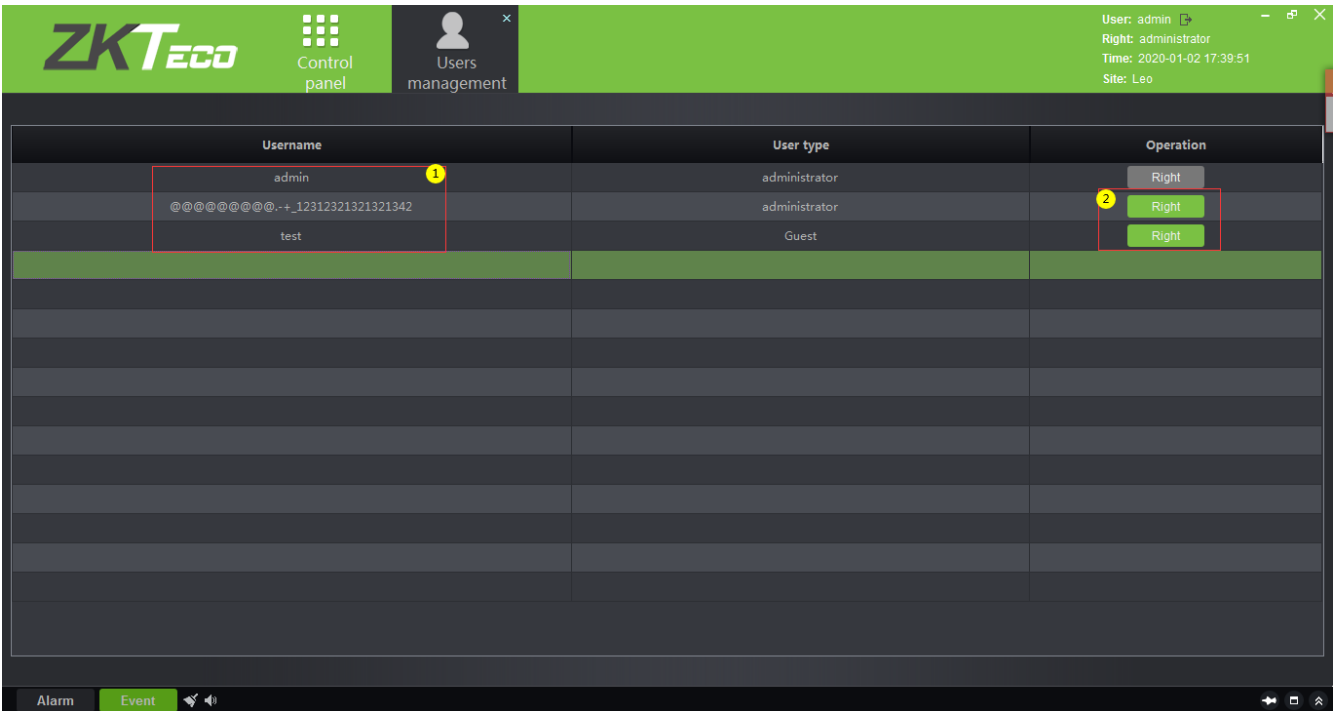 ZKTeco
Control
panel
×
Users
management
User: admin
Right: administrator
Time: 2020-01-02 17:39:51
Site: Leo
Username User type Operation
admin 1 administrator Right
@@@@@@@@@.-+_12312321321321342 administrator 2 Right
test Guest Right
Alarm Event